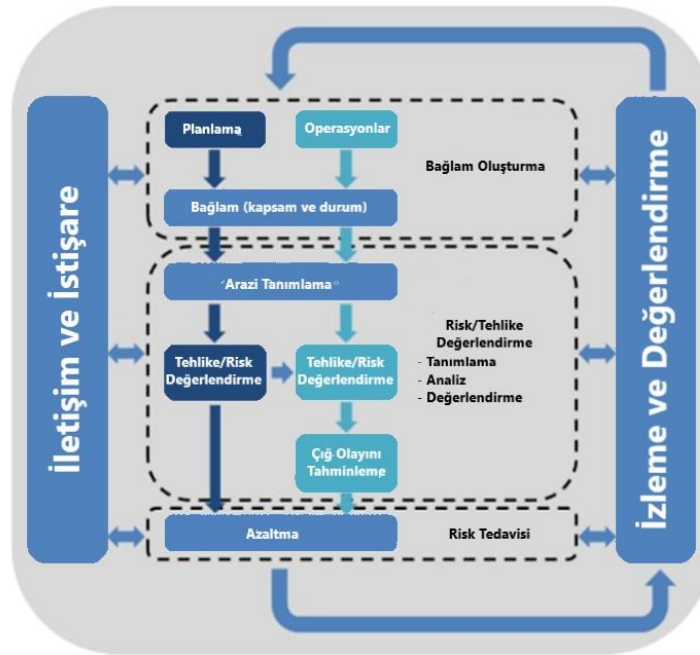 İletişim ve İstişare
Planlama
Operasyonlar
Bağlam Oluşturma
Bağlam (kapsam ve durum)
Arazi Tanımlama
Risk/Tehlike
Değerlendirme
- Tanımlama
- Analiz
- Değerlendirme
Tehlike/Risk
Değerlendirme
Tehlike/Risk
Değerlendirme
Çığ Olayını
Tahminleme
Azaltma
Risk Tedavisi
İzleme ve Değerlendirme